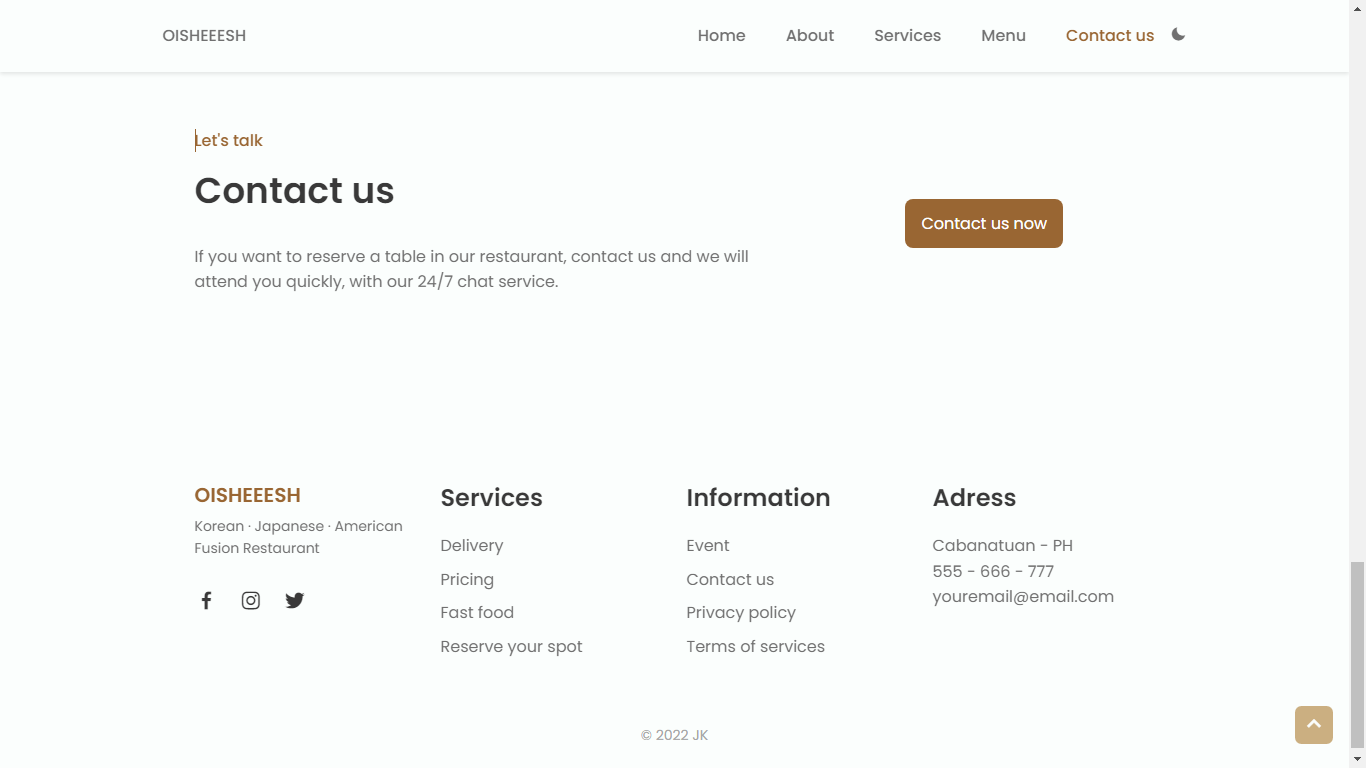 OISHEEESH
Home About Services Menu Contact us
Let's talk
Contact us
If you want to reserve a table in our restaurant, contact us and we will
attend you quickly, with our 24/7 chat service.
Contact us now
OISHEEESH
Korean · Japanese · American
Fusion Restaurant
Services
Delivery
Pricing
Fast food
Reserve your spot
Information
Event
Contact us
Privacy policy
Terms of services
Adress
Cabanatuan - PH
555 - 666 - 777
youremail@email.com
© 2022 JK